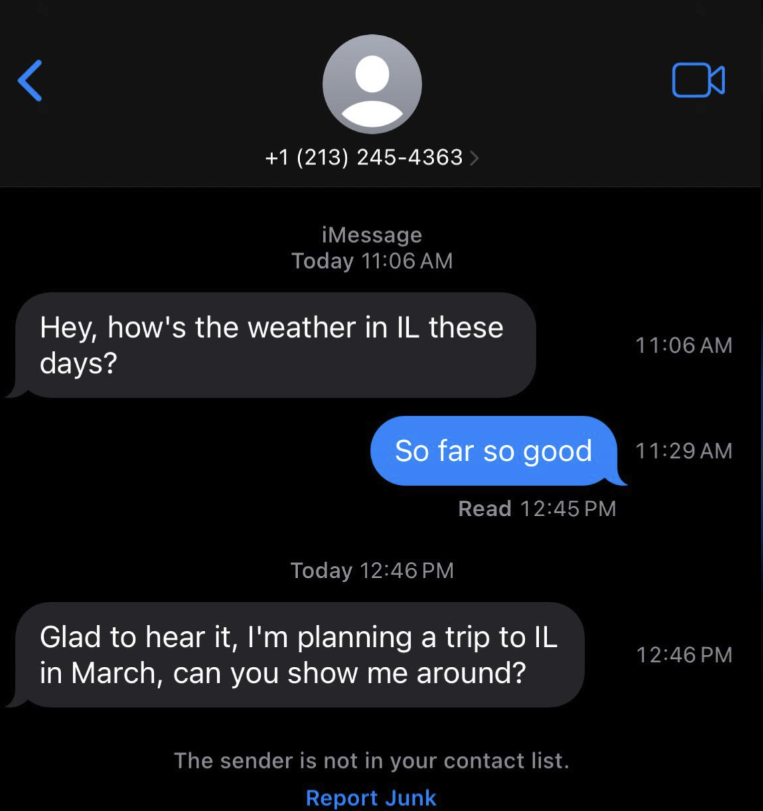 +1 (213) 245-4363
iMessage
Today 11:06 AM
Hey, how's the weather in IL these
days?
11:06 AM
So far so good
11:29 AM
Read 12:45 PM
Today 12:46 PM
Glad to hear it, I'm planning a trip to IL
in March, can you show me around?
12:46 PM
The sender is not in your contact list.
Report Junk